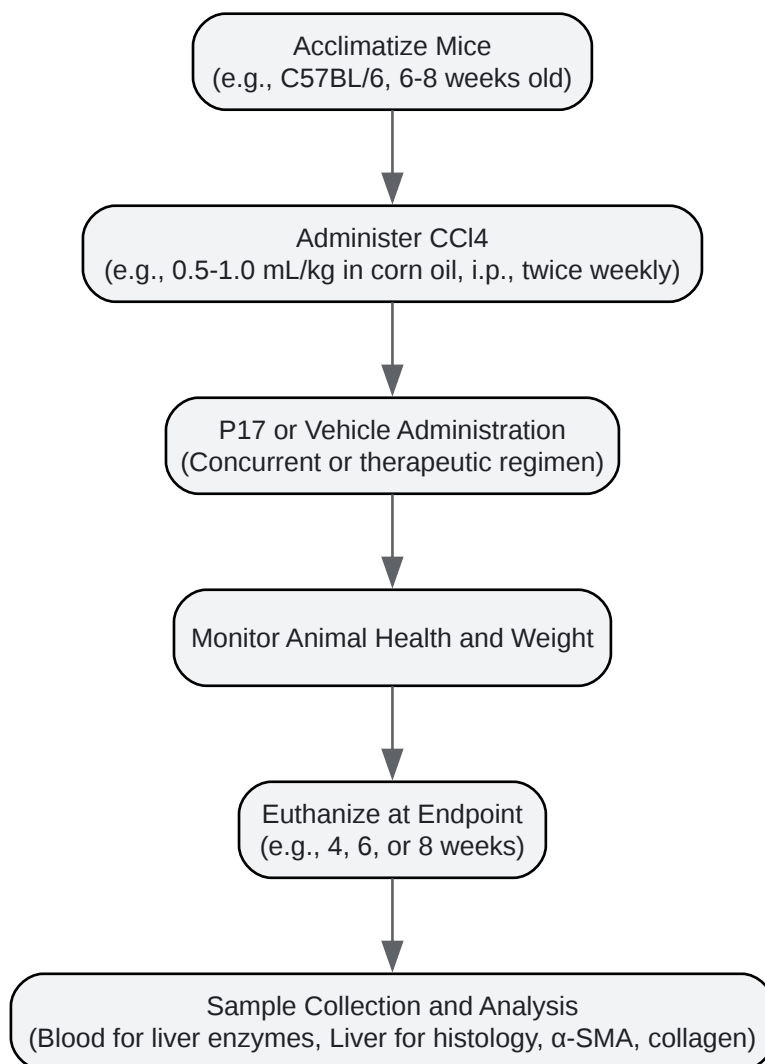 Acclimatize Mice
(e.g., C57BL/6, 6-8 weeks old)
Administer CCl4
(e.g., 0.5-1.0 mL/kg in corn oil, i.p., twice weekly)
P17 or Vehicle Administration
(Concurrent or therapeutic regimen)
Monitor Animal Health and Weight
Euthanize at Endpoint
(e.g., 4, 6, or 8 weeks)
Sample Collection and Analysis
(Blood for liver enzymes, Liver for histology, α-SMA, collagen)